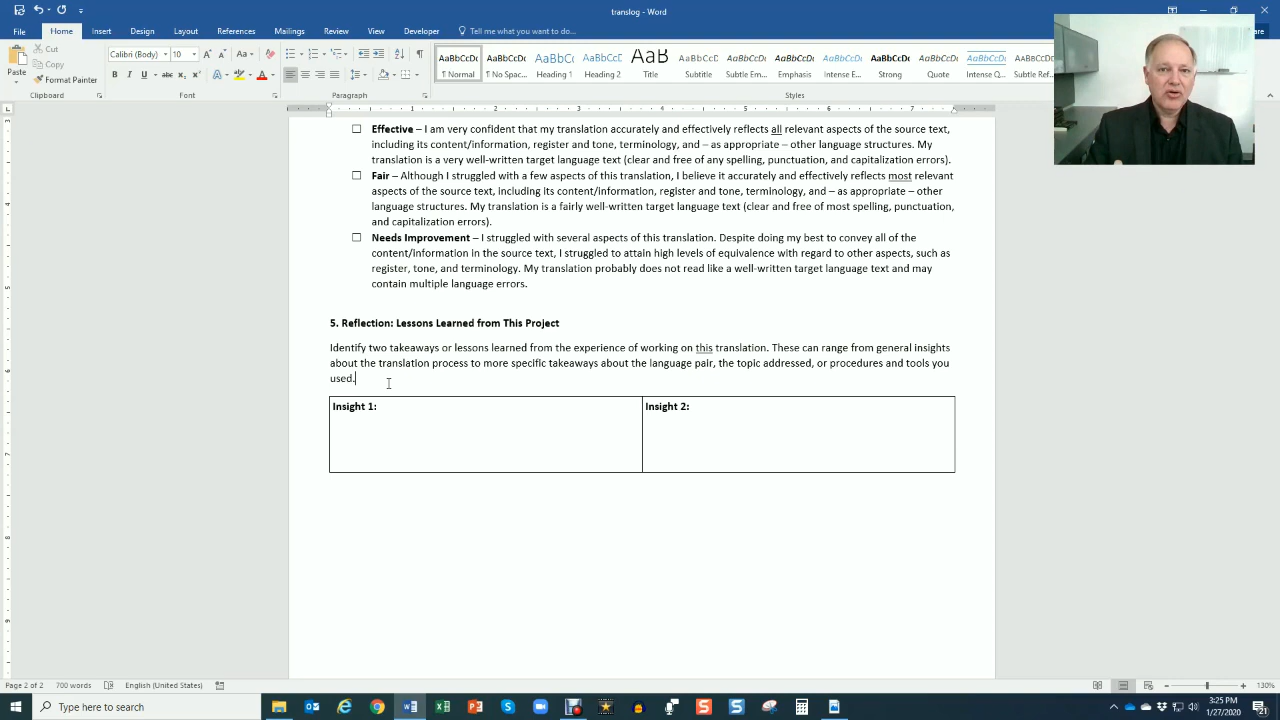 translog - Word
File Home Insert Design Layout References Mailings Review View Developer Tell me what you want to do...
Paste
Cut
Copy
Format Painter
Clipboard
Calibri (Body) 10
Font
Paragraph
AaBbCcDc AaBbCcDc AaBbC( AaBbCcC AaB AaBbCcD AaBbCcDc AaBbCcDc AaBbCcDc AaBbCcDc AaBbCcDc AaBbCcDc AaBbCcDc
¶ Normal ¶ No Spac... Heading 1 Heading 2 Title Subtitle Subtle Em... Emphasis Intense E... Strong Quote Intense Q... Subtle Ref...
Styles
Effective – I am very confident that my translation accurately and effectively reflects all relevant aspects of the source text,
including its content/information, register and tone, terminology, and – as appropriate – other language structures. My
translation is a very well-written target language text (clear and free of any spelling, punctuation, and capitalization errors).
Fair – Although I struggled with a few aspects of this translation, I believe it accurately and effectively reflects most relevant
aspects of the source text, including its content/information, register and tone, terminology, and – as appropriate – other
language structures. My translation is a fairly well-written target language text (clear and free of most spelling, punctuation,
and capitalization errors).
Needs Improvement – I struggled with several aspects of this translation. Despite doing my best to convey all of the
content/information in the source text, I struggled to attain high levels of equivalence with regard to other aspects, such as
register, tone, and terminology. My translation probably does not read like a well-written target language text and may
contain multiple language errors.
5. Reflection: Lessons Learned from This Project
Identify two takeaways or lessons learned from the experience of working on this translation. These can range from general insights
about the translation process to more specific takeaways about the language pair, the topic addressed, or procedures and tools you
used.
Insight 1: Insight 2:
Page 2 of 2 700 words English (United States) 130%
Type here to search
3:25 PM
1/27/2020